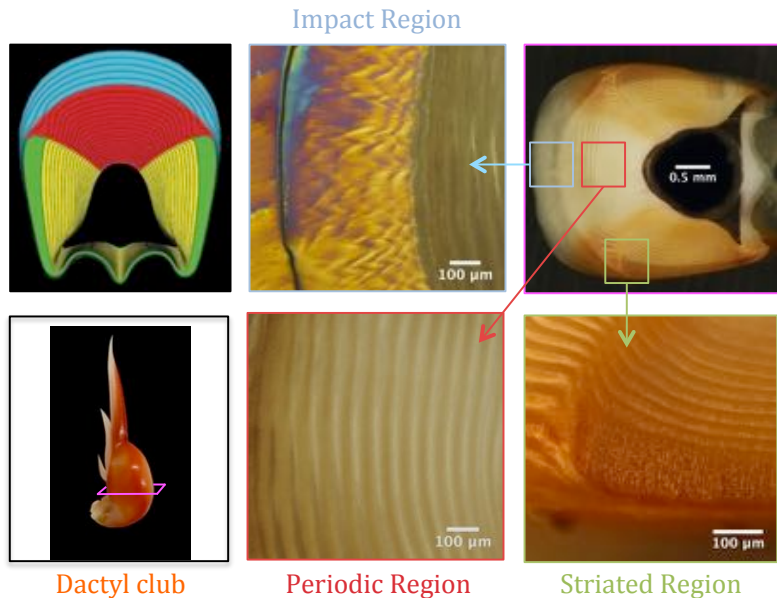 Impact Region
0.5 mm
100 μm
100 μm
100 μm
Dactyl club
Periodic Region
Striated Region